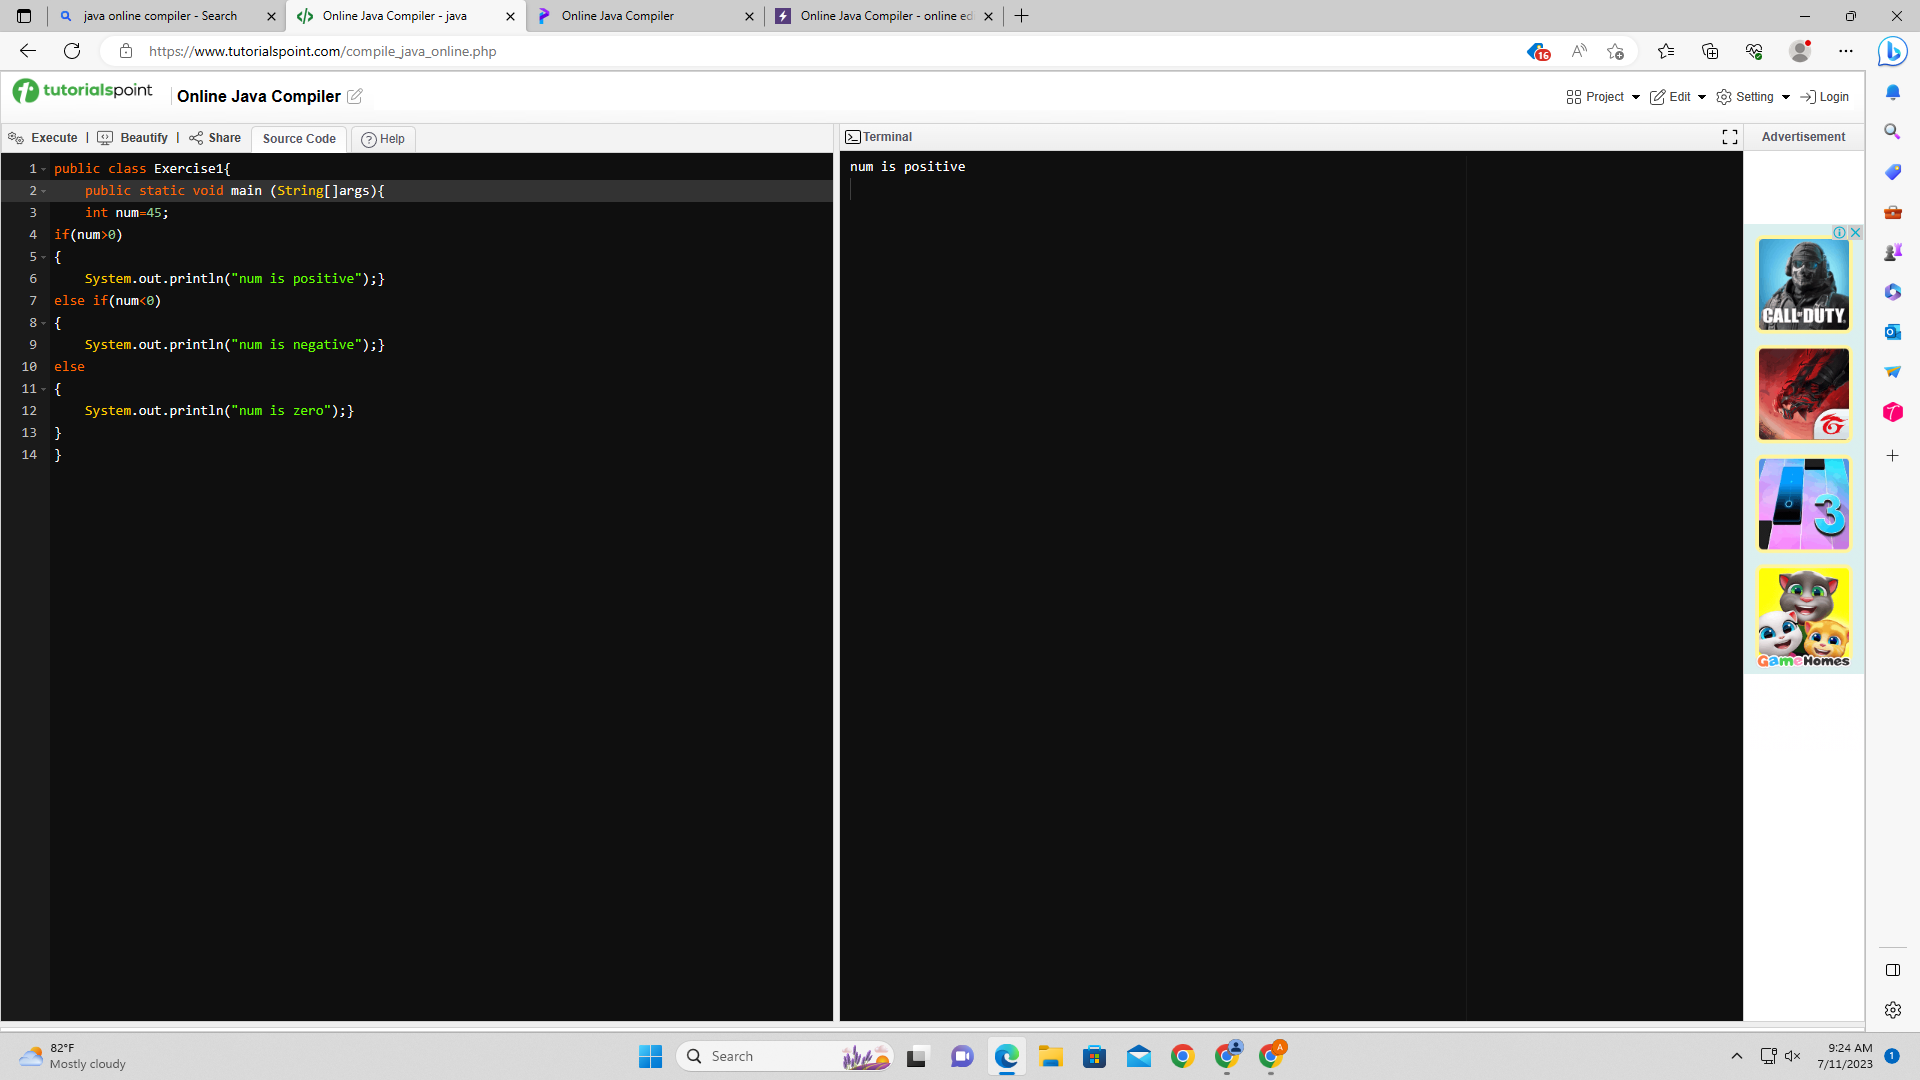 java online compiler - Search
Online Java Compiler - java
Online Java Compiler
Online Java Compiler - online ed
https://www.tutorialspoint.com/compile_java_online.php
16
tutorialspoint
Online Java Compiler
Project
Edit
Setting
Login
Execute | Beautify | Share
Source Code
Help
Terminal
Advertisement
1 public class Exercise1{
2 public static void main (String[]args){
3 int num=45;
4 if(num>0)
5 {
6 System.out.println("num is positive");}
7 else if(num<0)
8 {
9 System.out.println("num is negative");}
10 else
11 {
12 System.out.println("num is zero");}
13 }
14 }
num is positive
CALL OF DUTY
3
GameHomes
82°F
Mostly cloudy
Search
A
9:24 AM
7/11/2023
1